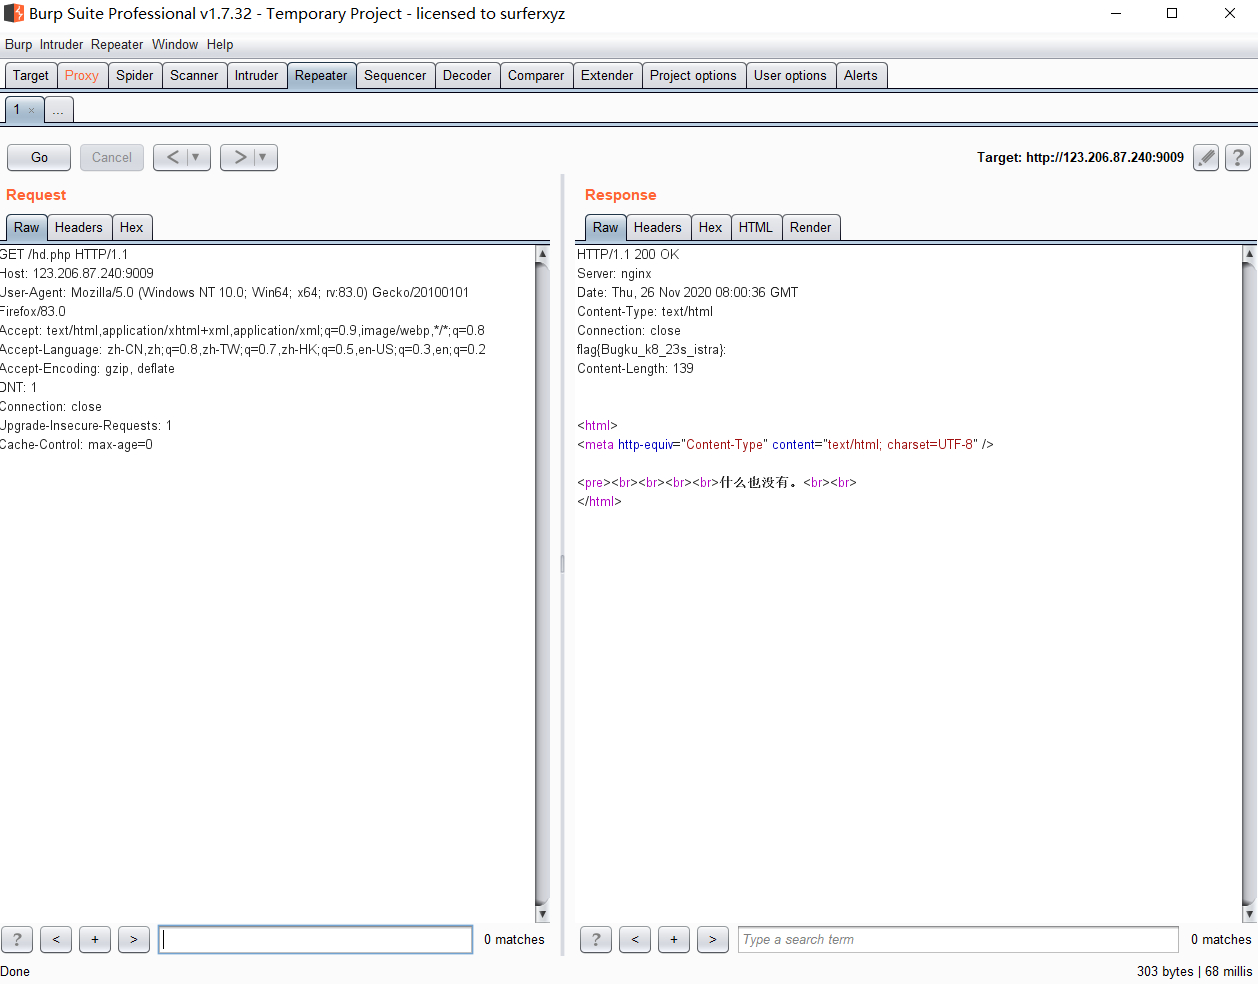 Burp Suite Professional v1.7.32 - Temporary Project - licensed to surferxyz
Burp Intruder Repeater Window Help
Target Proxy Spider Scanner Intruder Repeater Sequencer Decoder Comparer Extender Project options User options Alerts
1 × ...
Go Cancel < ▼ > ▼ Target: http://123.206.87.240:9009 ?
Request
Raw Headers Hex
GET /hd.php HTTP/1.1
Host: 123.206.87.240:9009
User-Agent: Mozilla/5.0 (Windows NT 10.0; Win64; x64; rv:83.0) Gecko/20100101
Firefox/83.0
Accept: text/html,application/xhtml+xml,application/xml;q=0.9,image/webp,*/*;q=0.8
Accept-Language: zh-CN,zh;q=0.8,zh-TW;q=0.7,zh-HK;q=0.5,en-US;q=0.3,en;q=0.2
Accept-Encoding: gzip, deflate
DNT: 1
Connection: close
Upgrade-Insecure-Requests: 1
Cache-Control: max-age=0
? < + > 0 matches
Response
Raw Headers Hex HTML Render
HTTP/1.1 200 OK
Server: nginx
Date: Thu, 26 Nov 2020 08:00:36 GMT
Content-Type: text/html
Connection: close
flag{Bugku_k8_23s_istra}:
Content-Length: 139
<html>
<meta http-equiv="Content-Type" content="text/html; charset=UTF-8" />
<pre><br><br><br><br>什么也没有。<br><br>
</html>
? < + > Type a search term 0 matches
Done 303 bytes | 68 millis